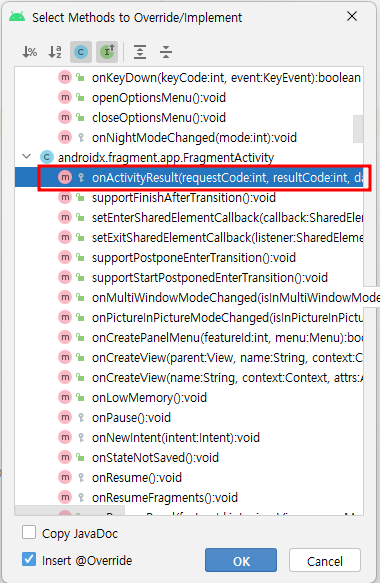 Select Methods to Override/Implement
onKeyDown(keyCode:int, event:KeyEvent):boolean
openOptionsMenu():void
closeOptionsMenu():void
onNightModeChanged(mode:int):void
androidx.fragment.app.FragmentActivity
onActivityResult(requestCode:int, resultCode:int, da
supportFinishAfterTransition():void
setEnterSharedElementCallback(callback:SharedElem
setExitSharedElementCallback(listener:SharedElem
supportPostponeEnterTransition():void
supportStartPostponedEnterTransition():void
onMultiWindowModeChanged(isInMultiWindowMode
onPictureInPictureModeChanged(isInPictureInPictu
onCreatePanelMenu(featureId:int, menu:Menu):boo
onCreateView(parent:View, name:String, context:Con
onCreateView(name:String, context:Context, attrs:A
onLowMemory():void
onPause():void
onNewIntent(intent:Intent):void
onStateNotSaved():void
onResume():void
onResumeFragments():void
Copy JavaDoc
Insert @Override
OK
Cancel